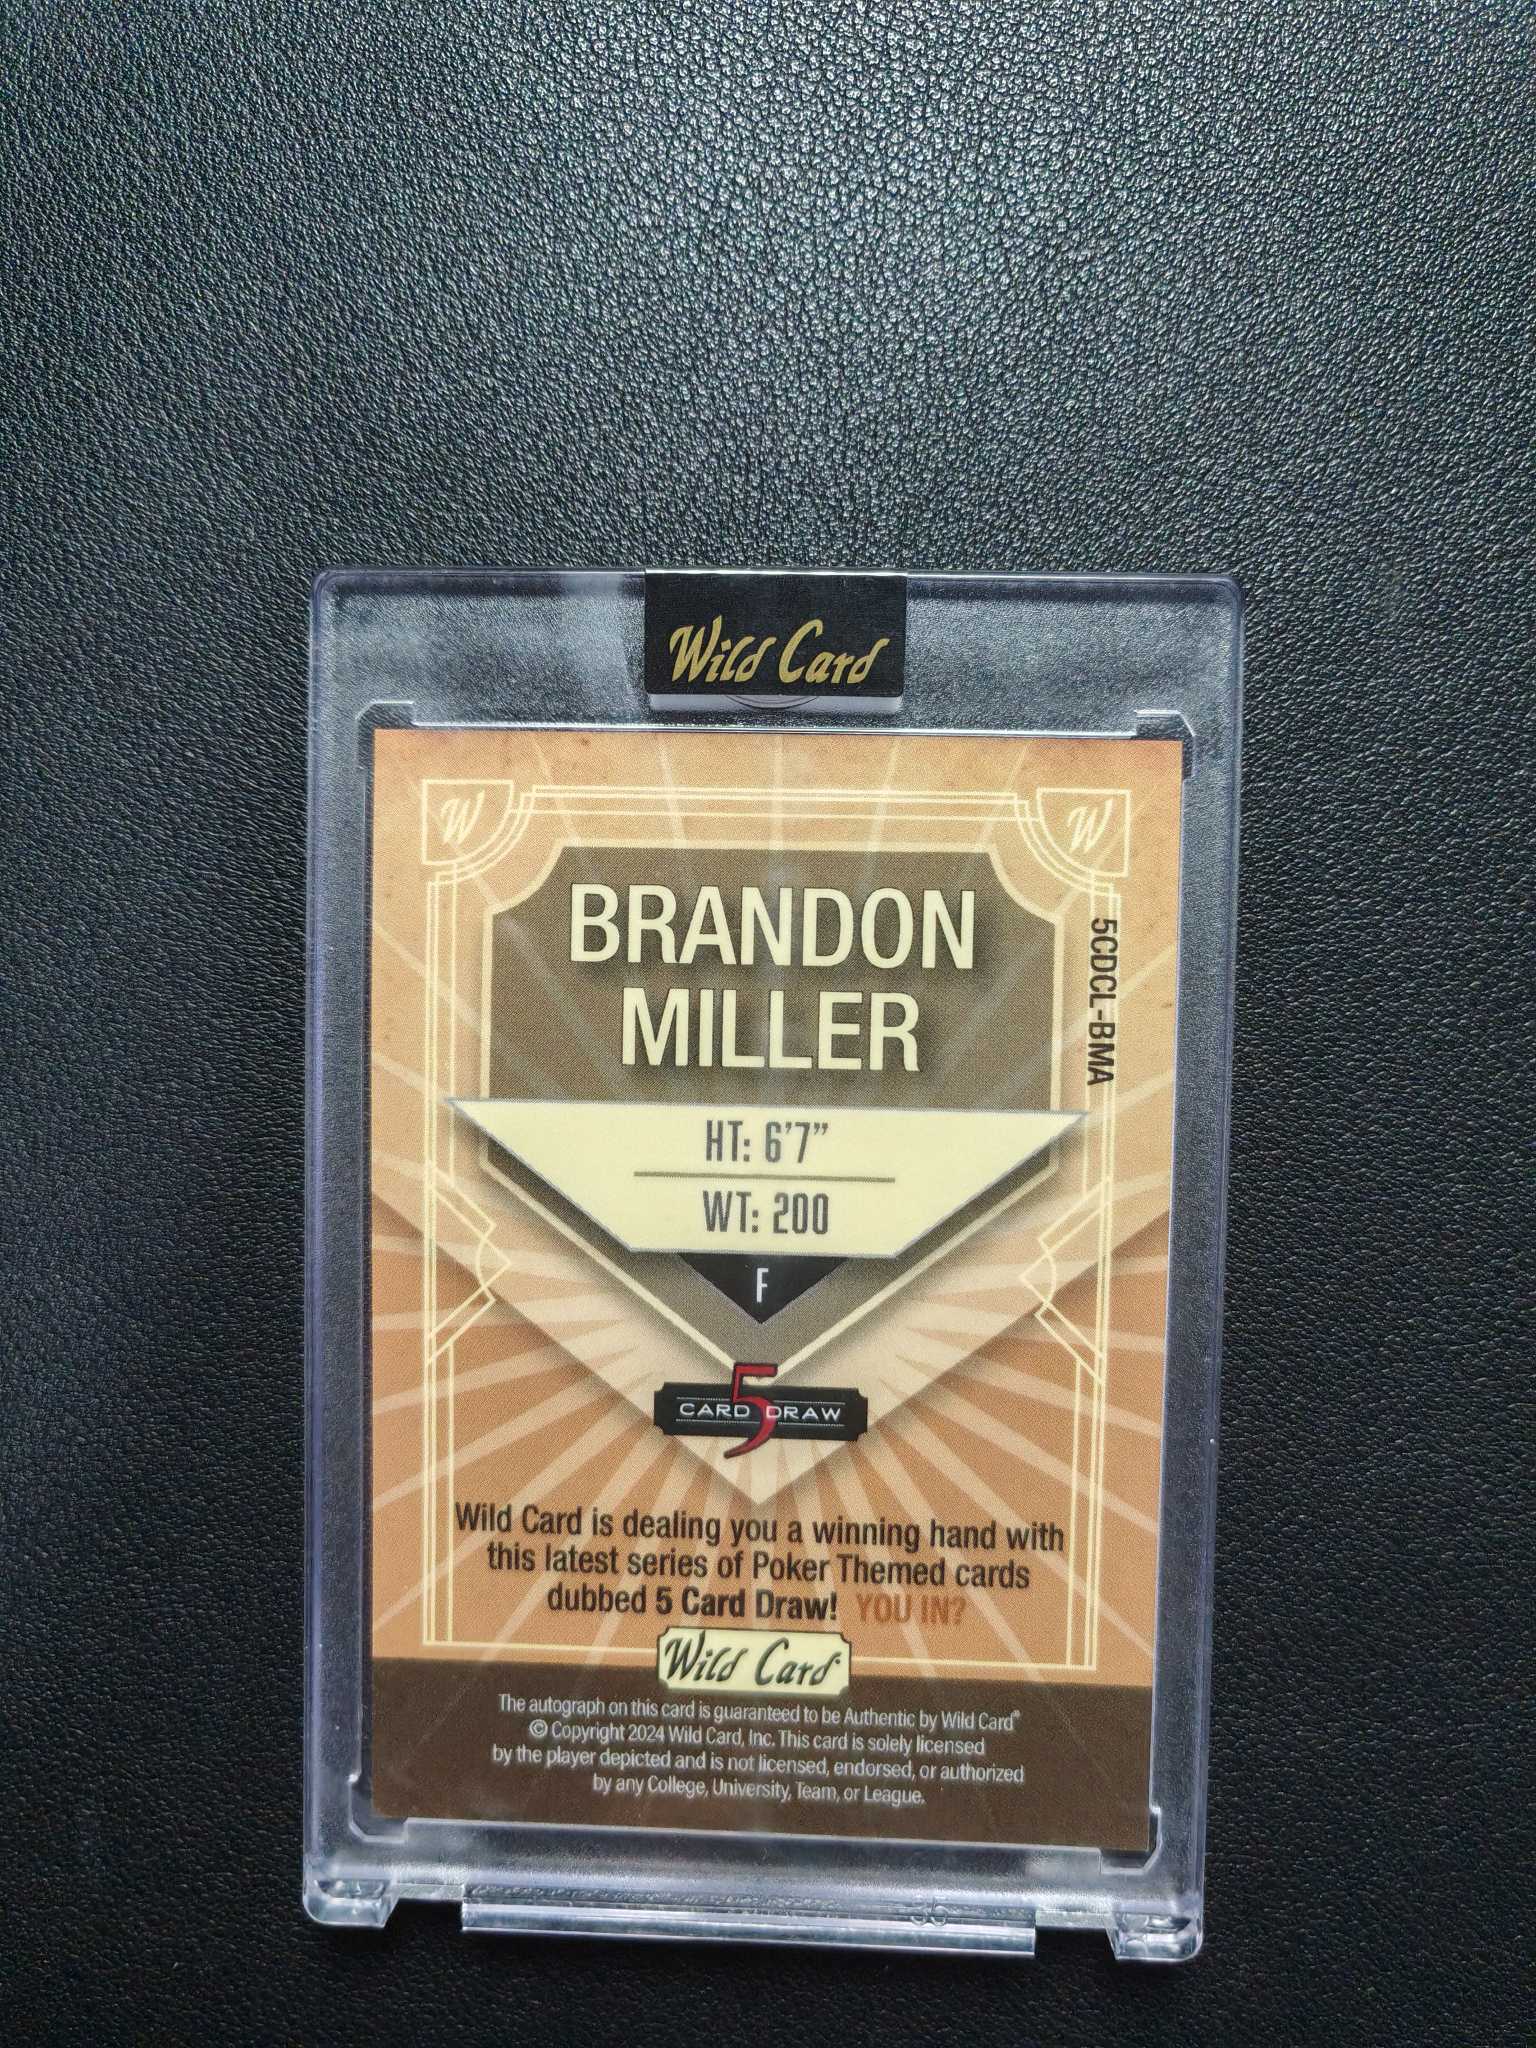 Wild Card
W W
BRANDON
MILLER
5CDCL-BMA
HT: 6'7"
WT: 200
F
5
CARD DRAW
Wild Card is dealing you a winning hand with
this latest series of Poker Themed cards
dubbed 5 Card Draw! YOU IN?
Wild Card
The autograph on this card is guaranteed to be Authentic by Wild Card®
© Copyright 2024 Wild Card, Inc. This card is solely licensed
by the player depicted and is not licensed, endorsed, or authorized
by any College, University, Team, or League.